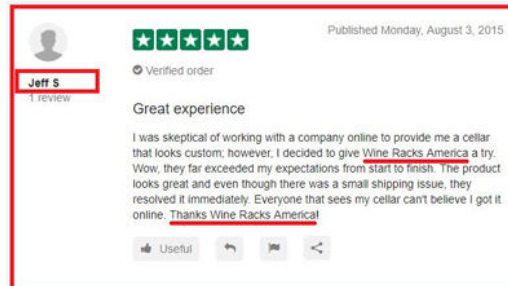 Published Monday, August 3, 2015
Verified order
Jeff S
1 review
Great experience
I was skeptical of working with a company online to provide me a cellar
that looks custom; however, I decided to give Wine Racks America a try.
Wow, they far exceeded my expectations from start to finish. The product
looks great and even though there was a small shipping issue, they
resolved it immediately. Everyone that sees my cellar can't believe I got it
online. Thanks Wine Racks America!
Useful